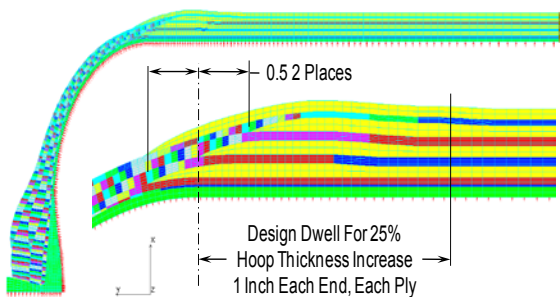 0.5 2 Places
Design Dwell For 25%
Hoop Thickness Increase
1 Inch Each End, Each Ply
X
Y
Z